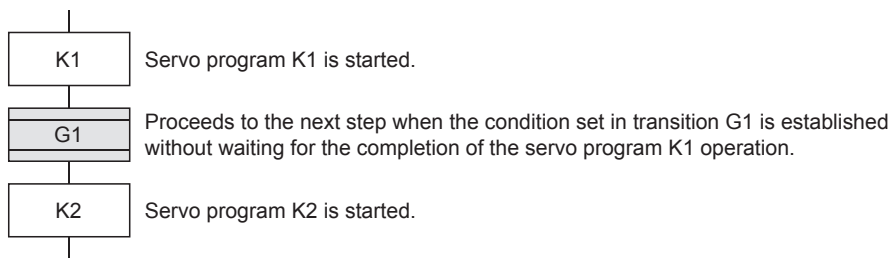 K1 Servo program K1 is started.
G1 Proceeds to the next step when the condition set in transition G1 is established
without waiting for the completion of the servo program K1 operation.
K2 Servo program K2 is started.